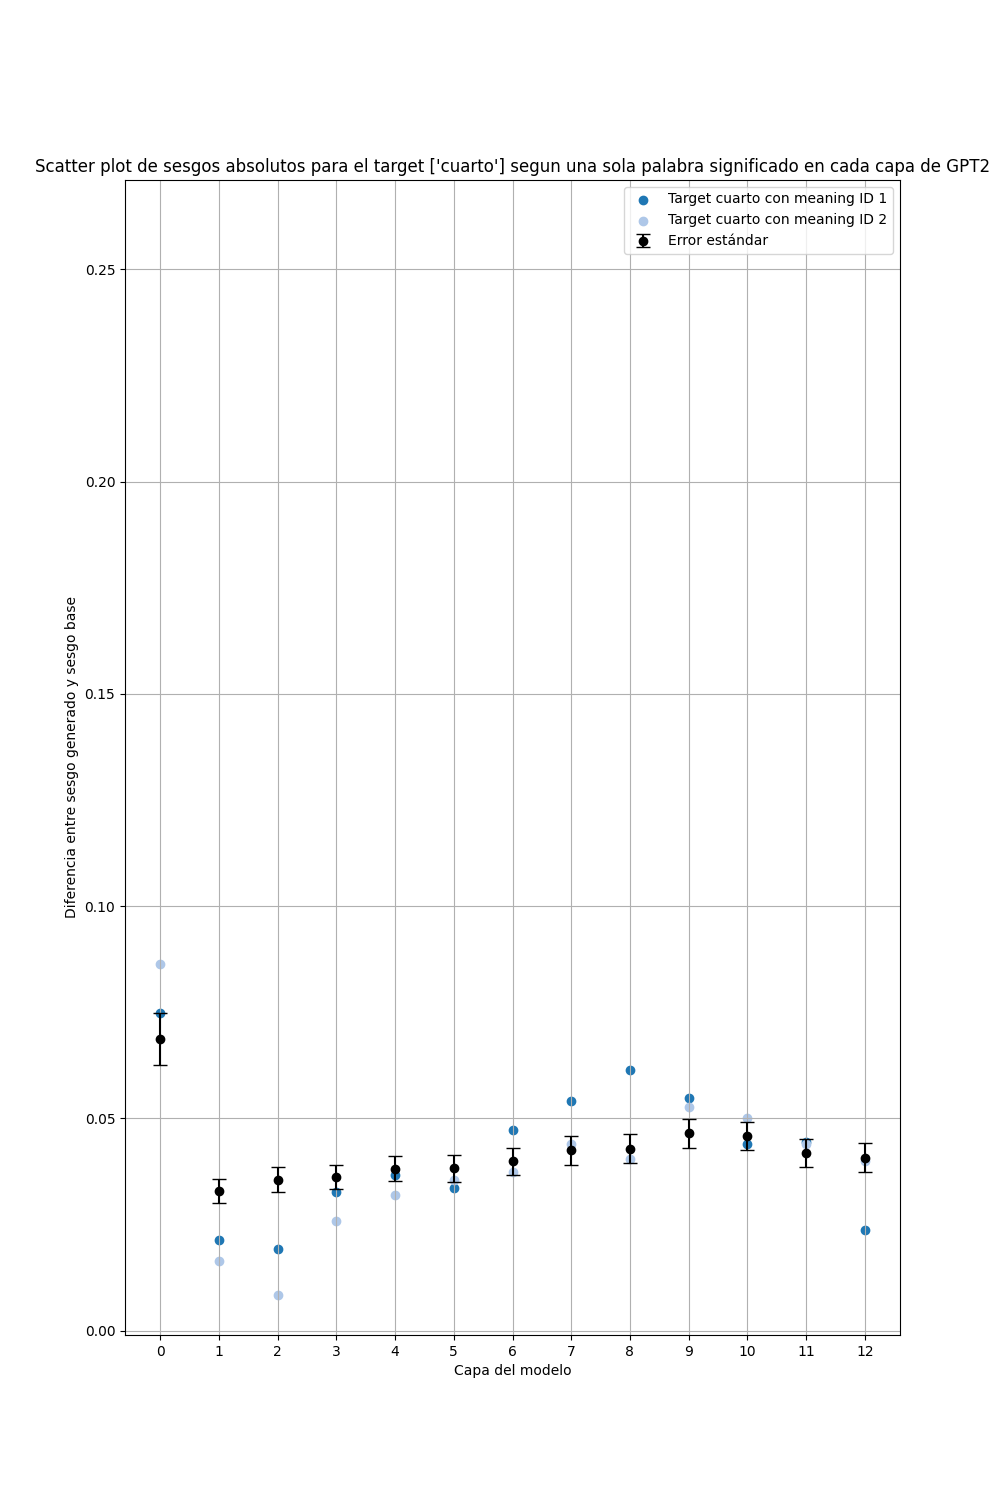 Scatter plot de sesgos absolutos para el target ['cuarto'] segun una sola palabra significado en cada capa de GPT2
Target cuarto con meaning ID 1
Target cuarto con meaning ID 2
Error estándar
0.25
0.20
0.15
0.10
0.05
0.00
Diferencia entre sesgo generado y sesgo base
0 1 2 3 4 5 6 7 8 9 10 11 12
Capa del modelo